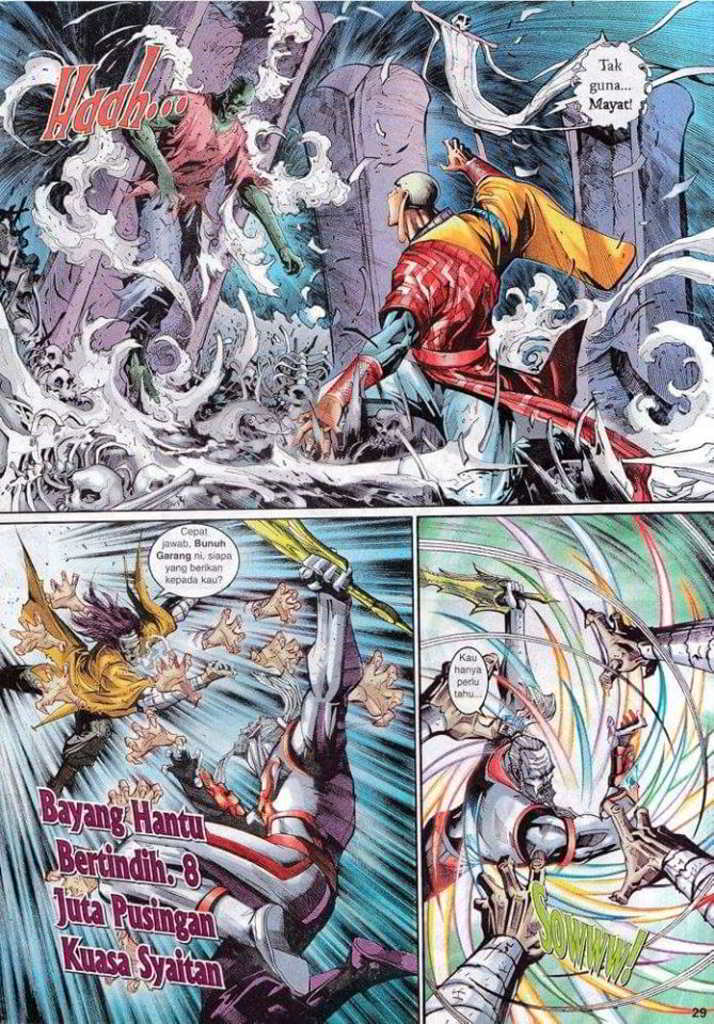 Haah...
Tak
guna...
Mayat!
Cepat
jawab, Bunuh
Garang ni, siapa
yang berikan
kepada kau?
Bayang Hantu
Bertindih. 8
Juta Pusingan
Kuasa Syaitan
Kau
hanya
perlu
tahu...
Sowww!
29